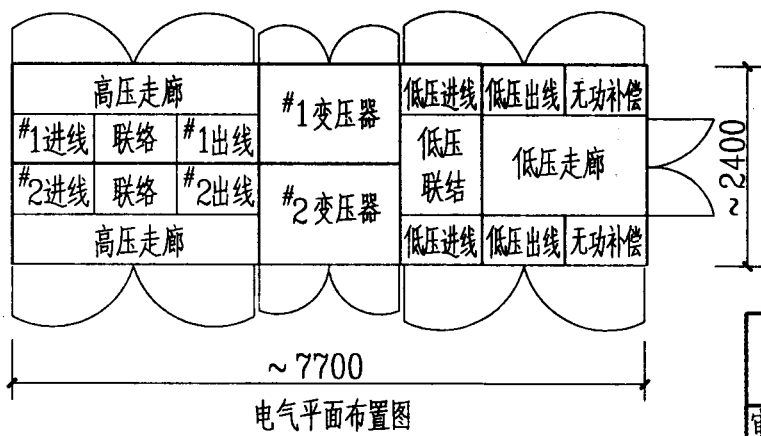 高压走廊
#1变压器
低压进线 低压出线 无功补偿
#1进线 联络 #1出线
低压联结
低压走廊
#2进线 联络 #2出线
#2变压器
高压走廊
低压进线 低压出线 无功补偿
~2400
~7700
电气平面布置图